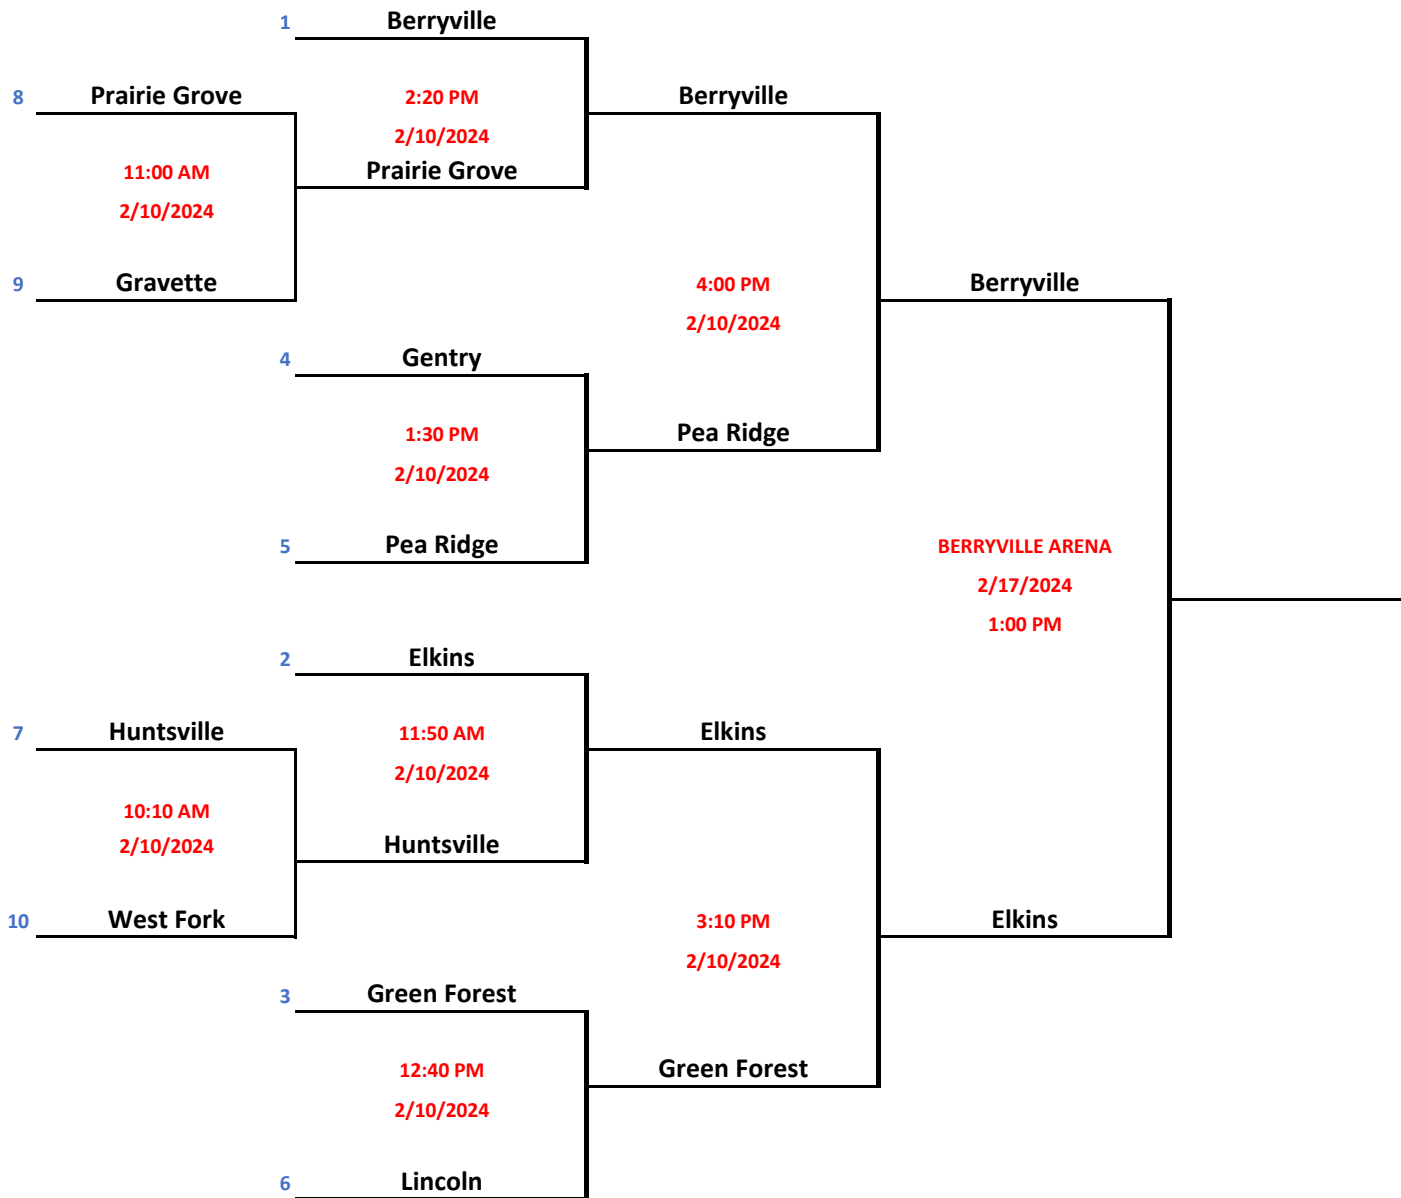 1 Berryville
8 Prairie Grove 2:20 PM Berryville
2/10/2024
11:00 AM Prairie Grove
2/10/2024
9 Gravette 4:00 PM Berryville
2/10/2024
4 Gentry
1:30 PM Pea Ridge
2/10/2024
5 Pea Ridge BERRYVILLE ARENA
2/17/2024
1:00 PM
2 Elkins
7 Huntsville 11:50 AM Elkins
2/10/2024
10:10 AM
2/10/2024 Huntsville
10 West Fork 3:10 PM Elkins
2/10/2024
3 Green Forest
12:40 PM Green Forest
2/10/2024
6 Lincoln